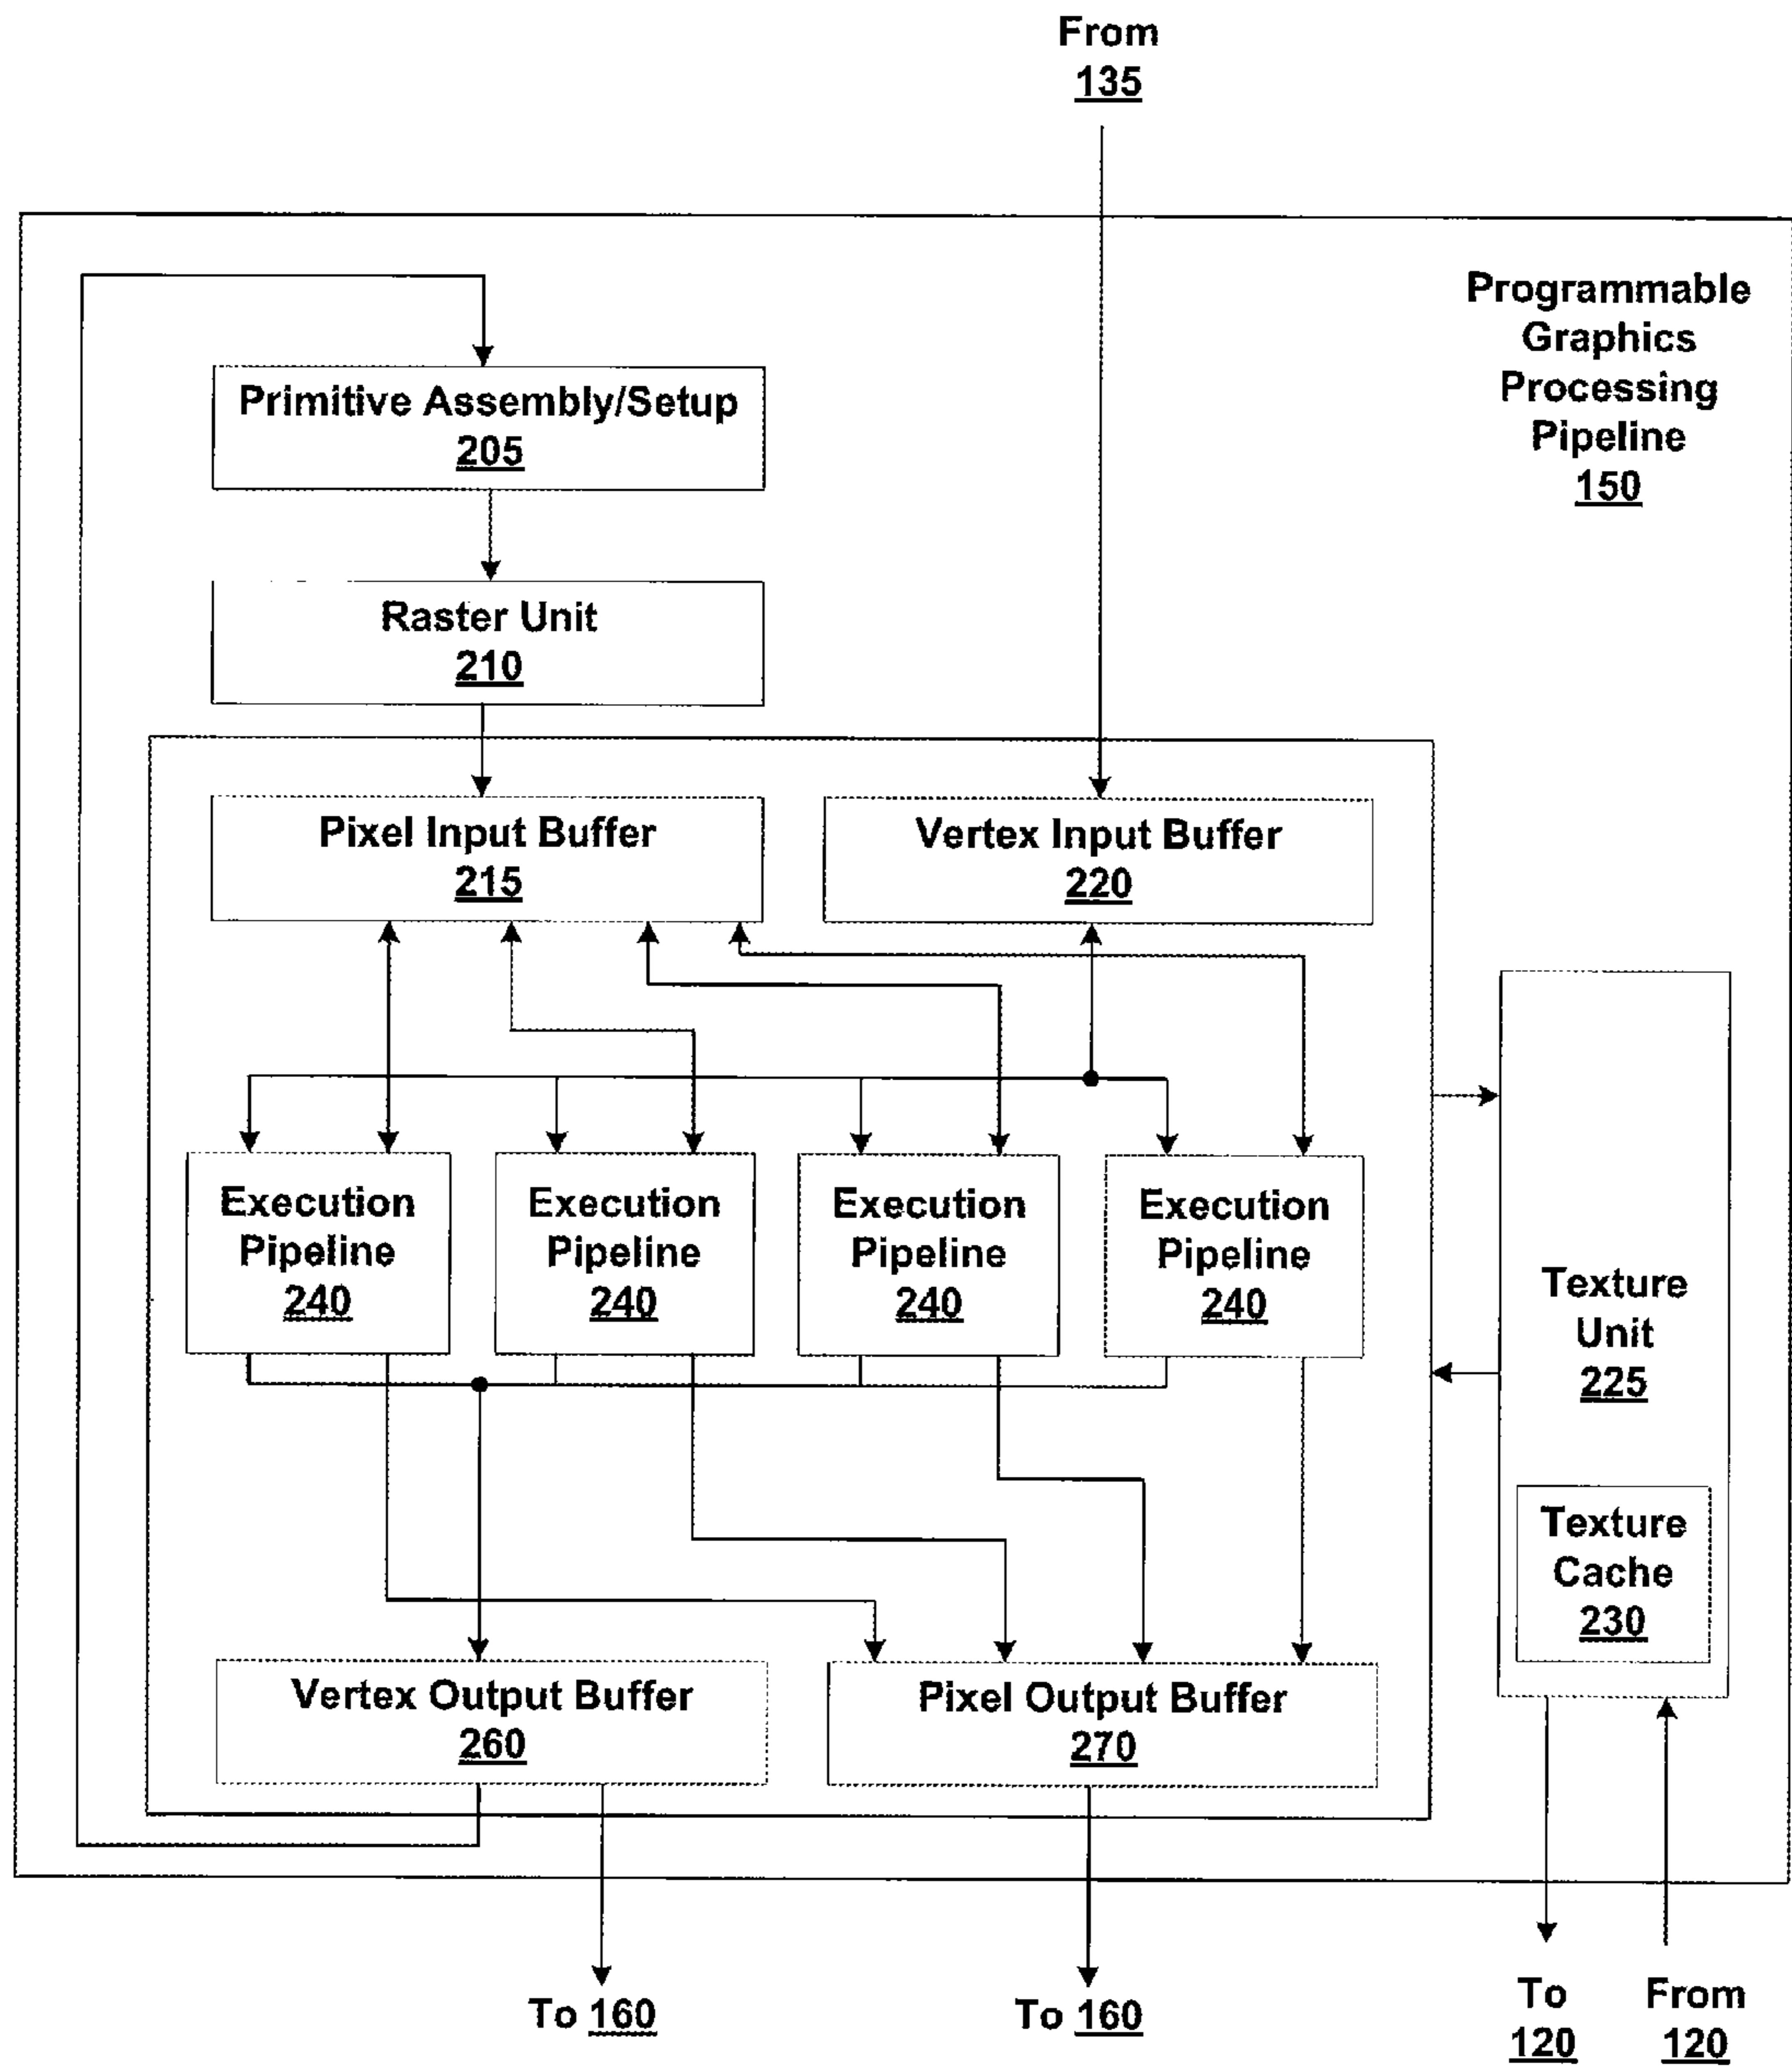 From
135
Programmable
Graphics
Processing
Pipeline
150
Primitive Assembly/Setup
205
Raster Unit
210
Pixel Input Buffer
215
Vertex Input Buffer
220
Execution
Pipeline
240
Execution
Pipeline
240
Execution
Pipeline
240
Execution
Pipeline
240
Texture
Unit
225
Texture
Cache
230
Vertex Output Buffer
260
Pixel Output Buffer
270
To 160
To 160
To
120
From
120